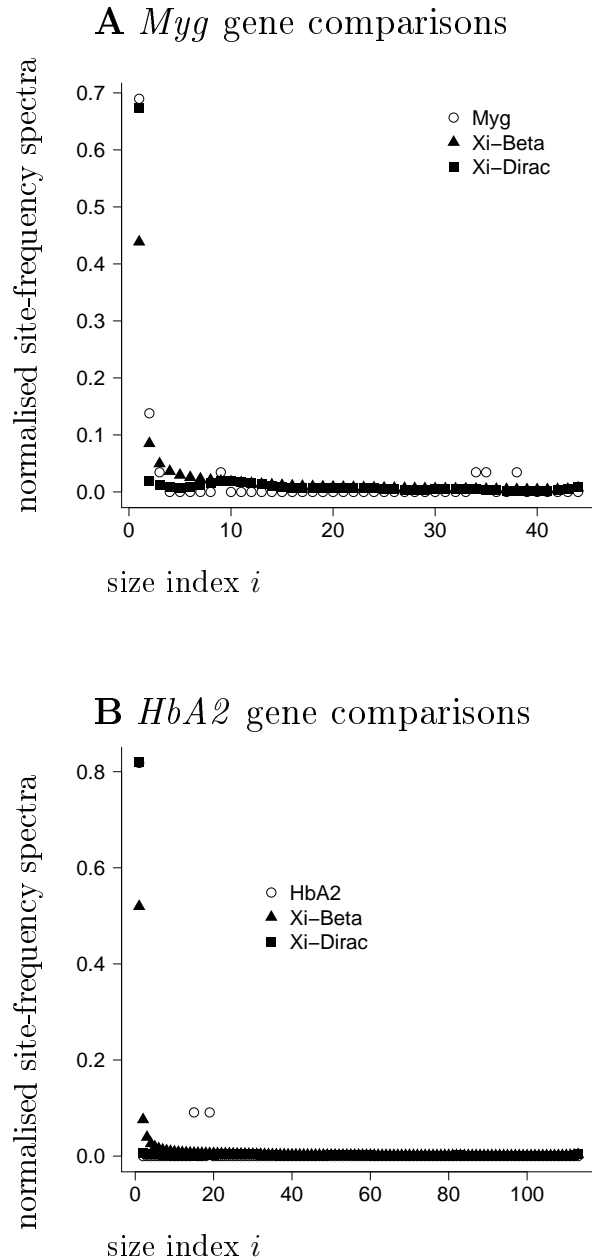 A Myg gene comparisons
normalised site-frequency spectra
0.7
0.6
0.5
0.4
0.3
0.2
0.1
0.0
Myg
Xi−Beta
Xi−Dirac
0 10 20 30 40
size index i
B HbA2 gene comparisons
normalised site-frequency spectra
0.8
0.6
0.4
0.2
0.0
HbA2
Xi−Beta
Xi−Dirac
0 20 40 60 80 100
size index i